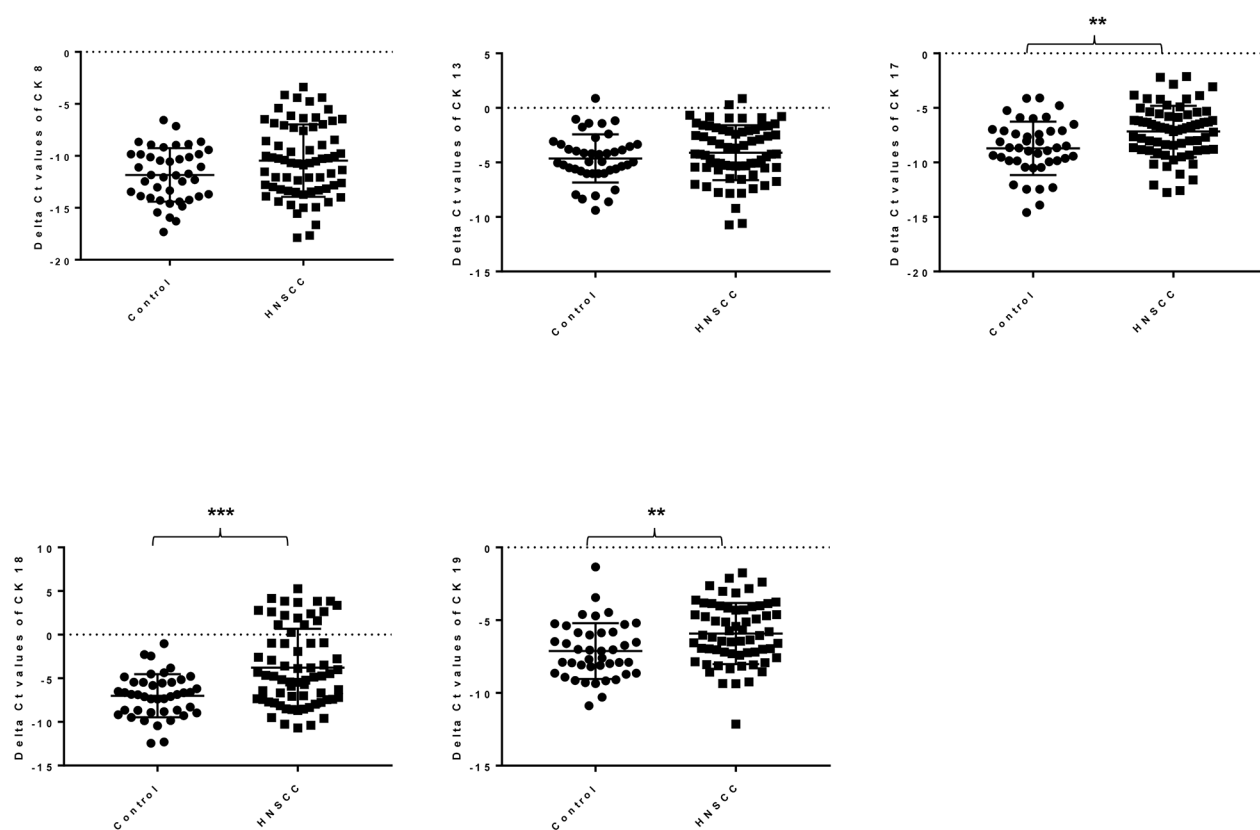 **
Delta Ct values of CK 8
0
-5
-10
-15
-20
Control
HNSCC
Delta Ct values of CK 13
5
0
-5
-10
-15
Control
HNSCC
Delta Ct values of CK 17
0
-5
-10
-15
-20
Control
HNSCC
***
Delta Ct values of CK 18
10
5
0
-5
-10
-15
Control
HNSCC
**
Delta Ct values of CK 19
0
-5
-10
-15
Control
HNSCC